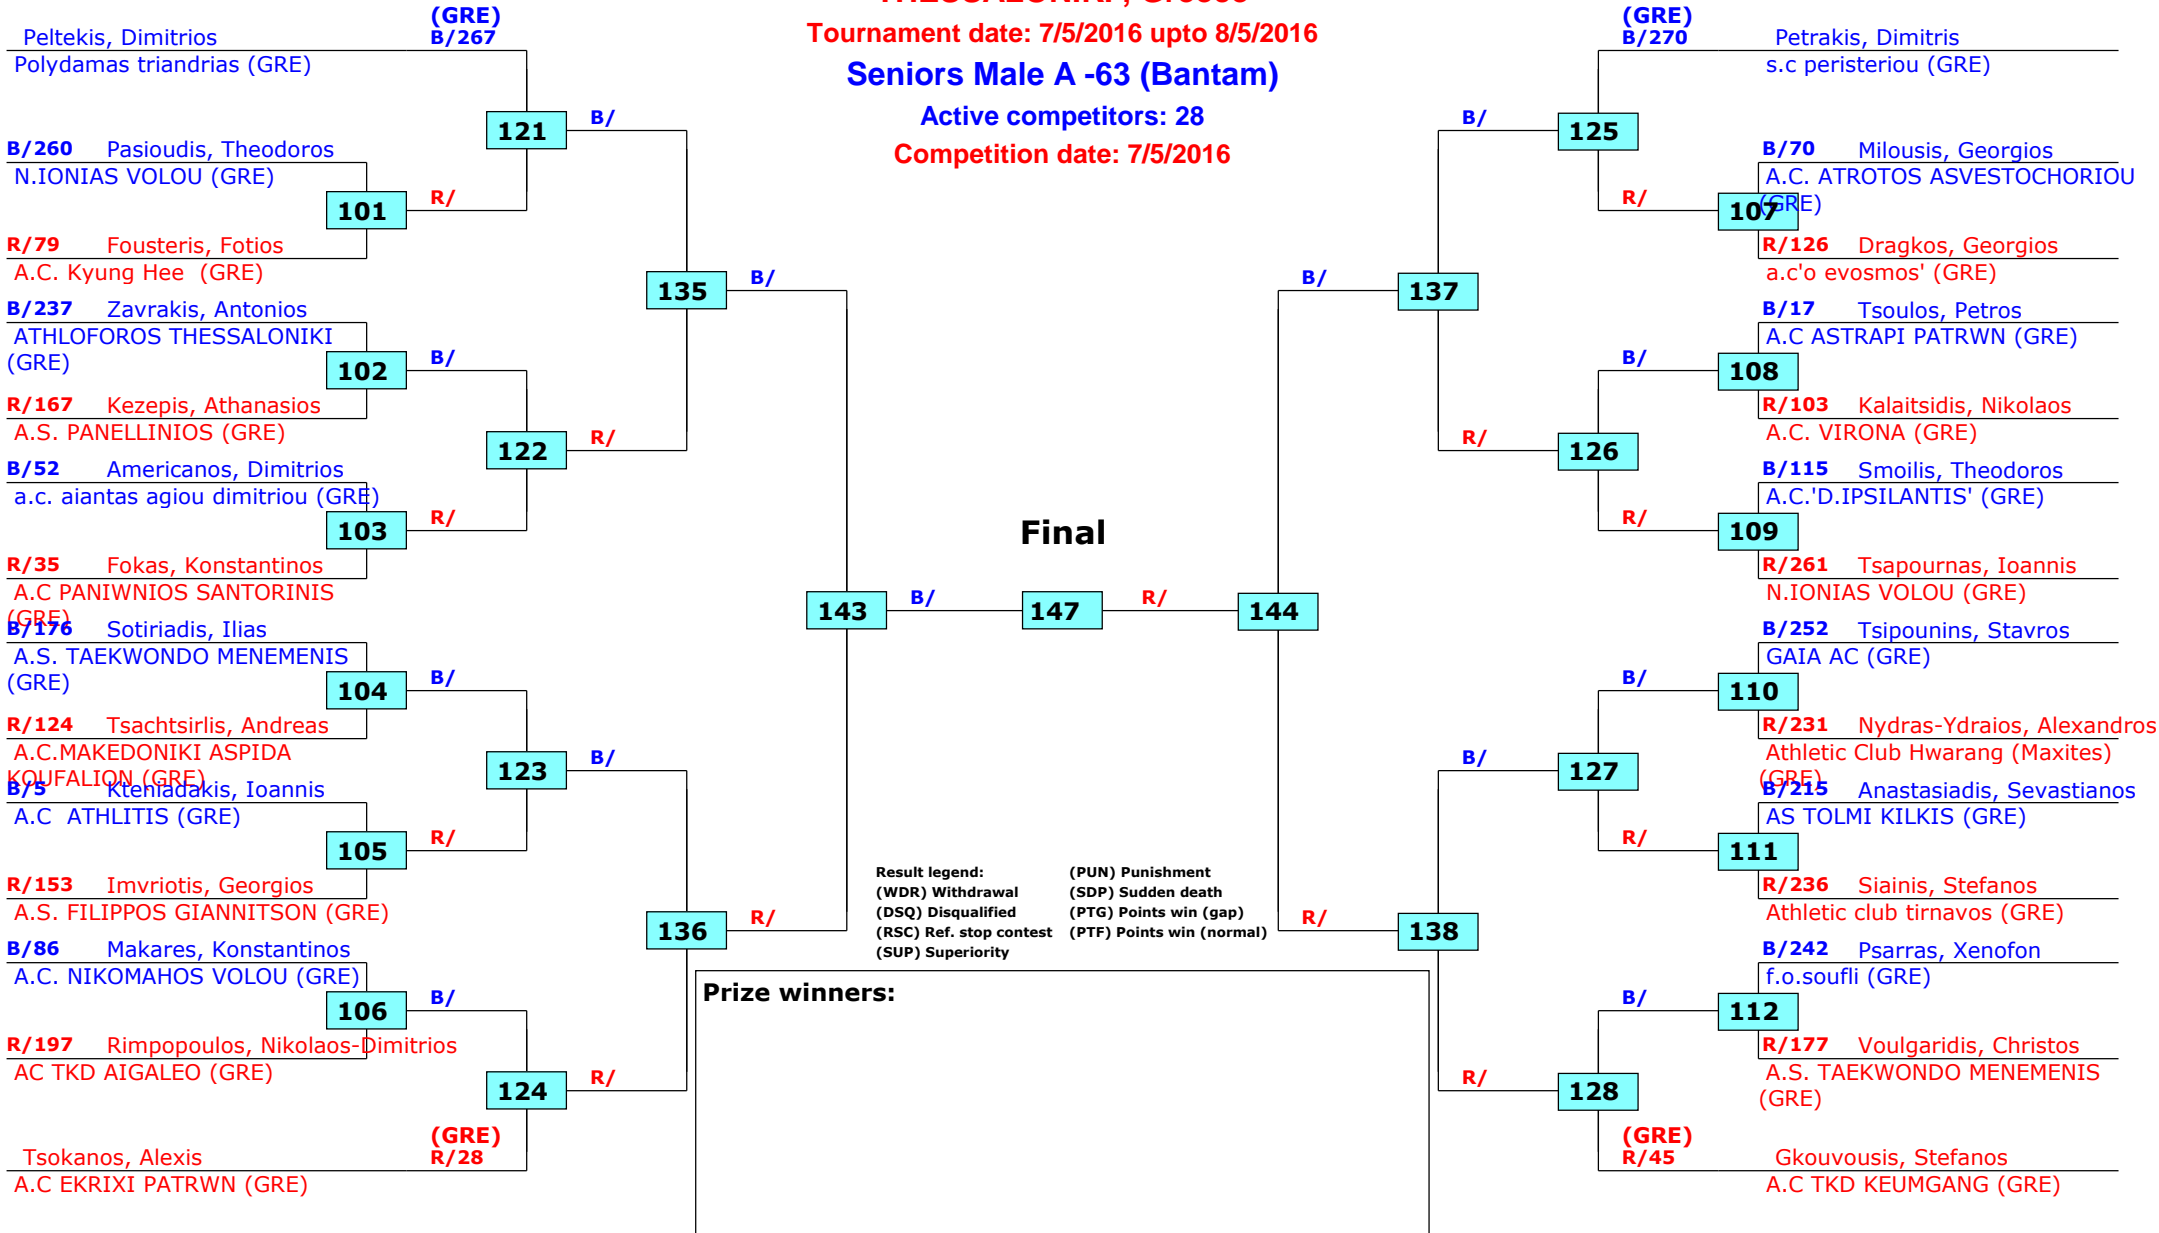 THESSALONIKI , Greece
Tournament date: 7/5/2016 upto 8/5/2016
Seniors Male A -63 (Bantam)
Active competitors: 28
Competition date: 7/5/2016
(GRE)
Peltekis, Dimitrios B/267
Polydamas triandrias (GRE)
121 B/
B/260 Pasioudis, Theodoros
N.IONIAS VOLOU (GRE)
101 R/
R/79 Fousteris, Fotios
A.C. Kyung Hee (GRE)
135 B/
B/237 Zavrakis, Antonios
ATHLOFOROS THESSALONIKI
(GRE)
102 B/
R/167 Kezepis, Athanasios
A.S. PANELLINIOS (GRE)
122 R/
B/52 Americanos, Dimitrios
a.c. aiantas agiou dimitriou (GRE)
103 R/
R/35 Fokas, Konstantinos
A.C PANIWNIOS SANTORINIS
(GRE)
143 B/
B/176 Sotiriadis, Ilias
A.S. TAEKWONDO MENEMENIS
(GRE)
104 B/
R/124 Tsachtsirlis, Andreas
A.C.MAKEDONIKI ASPIDA
KOUFALION (GRE)
123 B/
B/5 Kteniadakis, Ioannis
A.C ATHLITIS (GRE)
105 R/
R/153 Imvriotis, Georgios
A.S. FILIPPOS GIANNITSON (GRE)
136 R/
B/86 Makares, Konstantinos
A.C. NIKOMAHOS VOLOU (GRE)
106 B/
R/197 Rimpopoulos, Nikolaos-Dimitrios
AC TKD AIGALEO (GRE)
124 R/
(GRE)
Tsokanos, Alexis R/28
A.C EKRIXI PATRWN (GRE)
Final
147
R/ 144
Result legend: (PUN) Punishment
(WDR) Withdrawal (SDP) Sudden death
(DSQ) Disqualified (PTG) Points win (gap)
(RSC) Ref. stop contest (PTF) Points win (normal)
(SUP) Superiority
Prize winners:
(GRE)
B/270 Petrakis, Dimitris
s.c peristeriou (GRE)
B/ 125
B/70 Milousis, Georgios
A.C. ATROTOS ASVESTOCHORIOU
(GRE)
R/ 107
R/126 Dragkos, Georgios
a.c'o evosmos' (GRE)
B/ 137
B/17 Tsoulos, Petros
A.C ASTRAPI PATRWN (GRE)
B/ 108
R/103 Kalaitsidis, Nikolaos
A.C. VIRONA (GRE)
R/ 126
B/115 Smoilis, Theodoros
A.C.'D.IPSILANTIS' (GRE)
R/ 109
R/261 Tsapournas, Ioannis
N.IONIAS VOLOU (GRE)
B/252 Tsipounins, Stavros
GAIA AC (GRE)
B/ 110
R/231 Nydras-Ydraios, Alexandros
Athletic Club Hwarang (Maxites)
(GRE)
B/ 127
B/215 Anastasiadis, Sevastianos
AS TOLMI KILKIS (GRE)
R/ 111
R/236 Siainis, Stefanos
Athletic club tirnavos (GRE)
R/ 138
B/242 Psarras, Xenofon
f.o.soufli (GRE)
B/ 112
R/177 Voulgaridis, Christos
A.S. TAEKWONDO MENEMENIS
(GRE)
R/ 128
(GRE)
R/45 Gkouvousis, Stefanos
A.C TKD KEUMGANG (GRE)